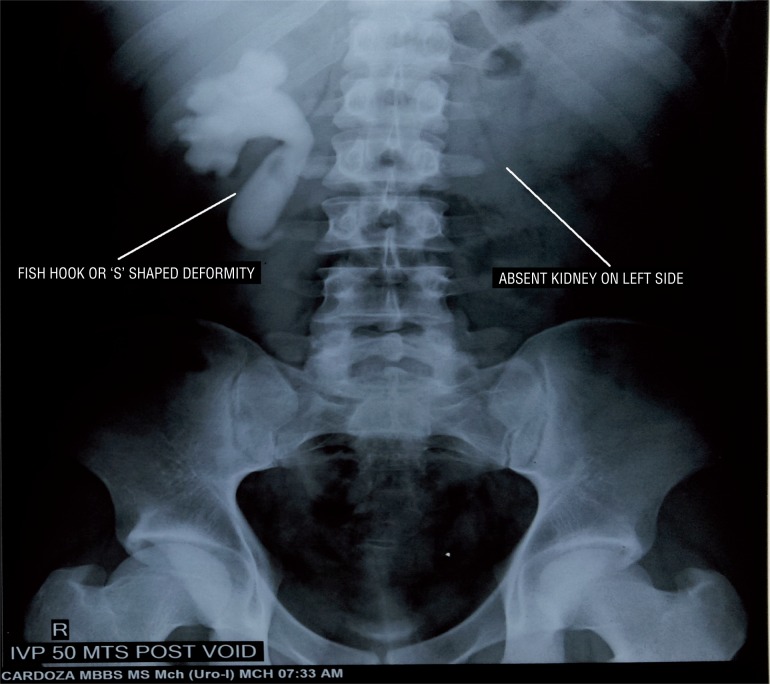 FISH HOOK OR ‘S’ SHAPED DEFORMITY
ABSENT KIDNEY ON LEFT SIDE
R
IVP 50 MTS POST VOID
CARDOZA MBBS MS Mch (Uro-I) MCH 07:33 AM